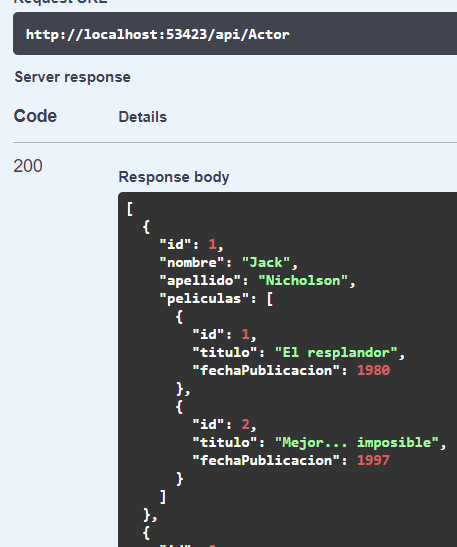 Request URL
http://localhost:53423/api/Actor
Server response
Code Details
200
Response body
[
{
"id": 1,
"nombre": "Jack",
"apellido": "Nicholson",
"peliculas": [
{
"id": 1,
"titulo": "El resplandor",
"fechaPublicacion": 1980
},
{
"id": 2,
"titulo": "Mejor... imposible",
"fechaPublicacion": 1997
}
]
},
{